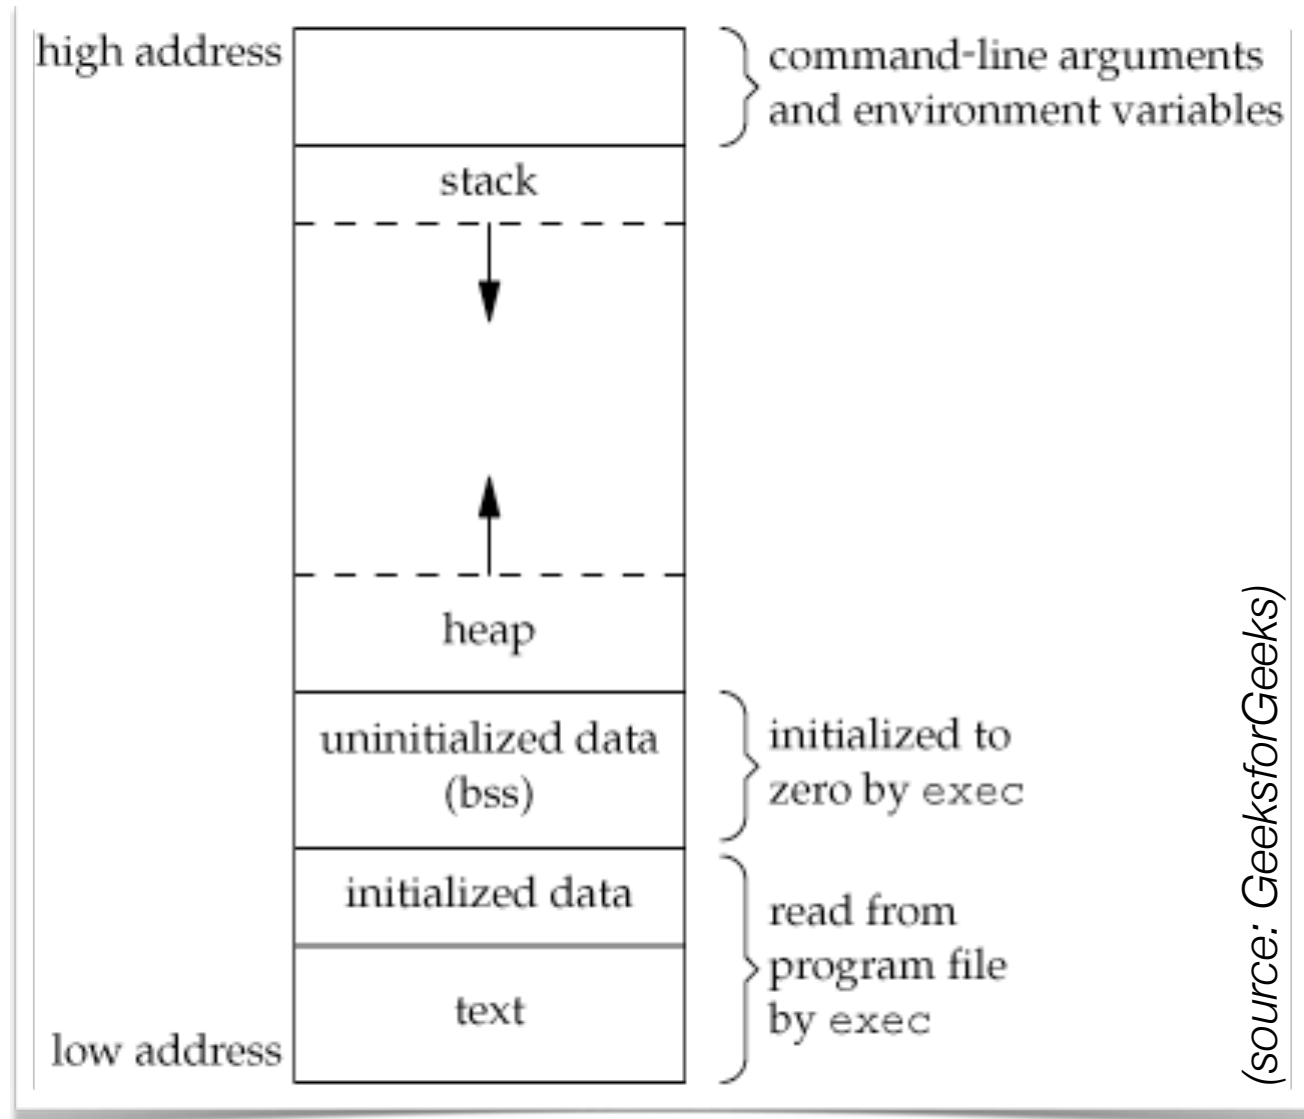 high address
command-line arguments
and environment variables
stack
heap
uninitialized data
(bss)
initialized to
zero by exec
initialized data
read from
program file
by exec
text
low address
(source: GeeksforGeeks)